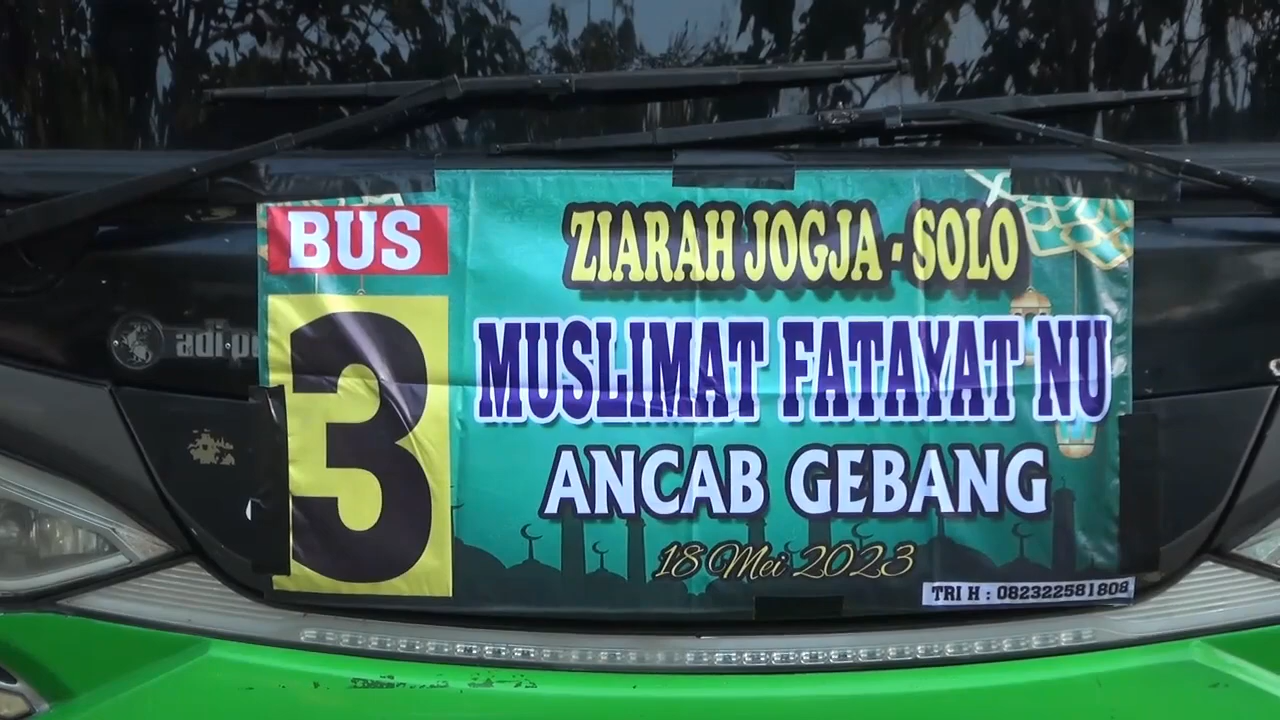 BUS
3
ZIARAH JOGJA - SOLO
MUSLIMAT FATAYAT NU
ANCAB GEBANG
18 Mei 2023
TRI H : 082322581808